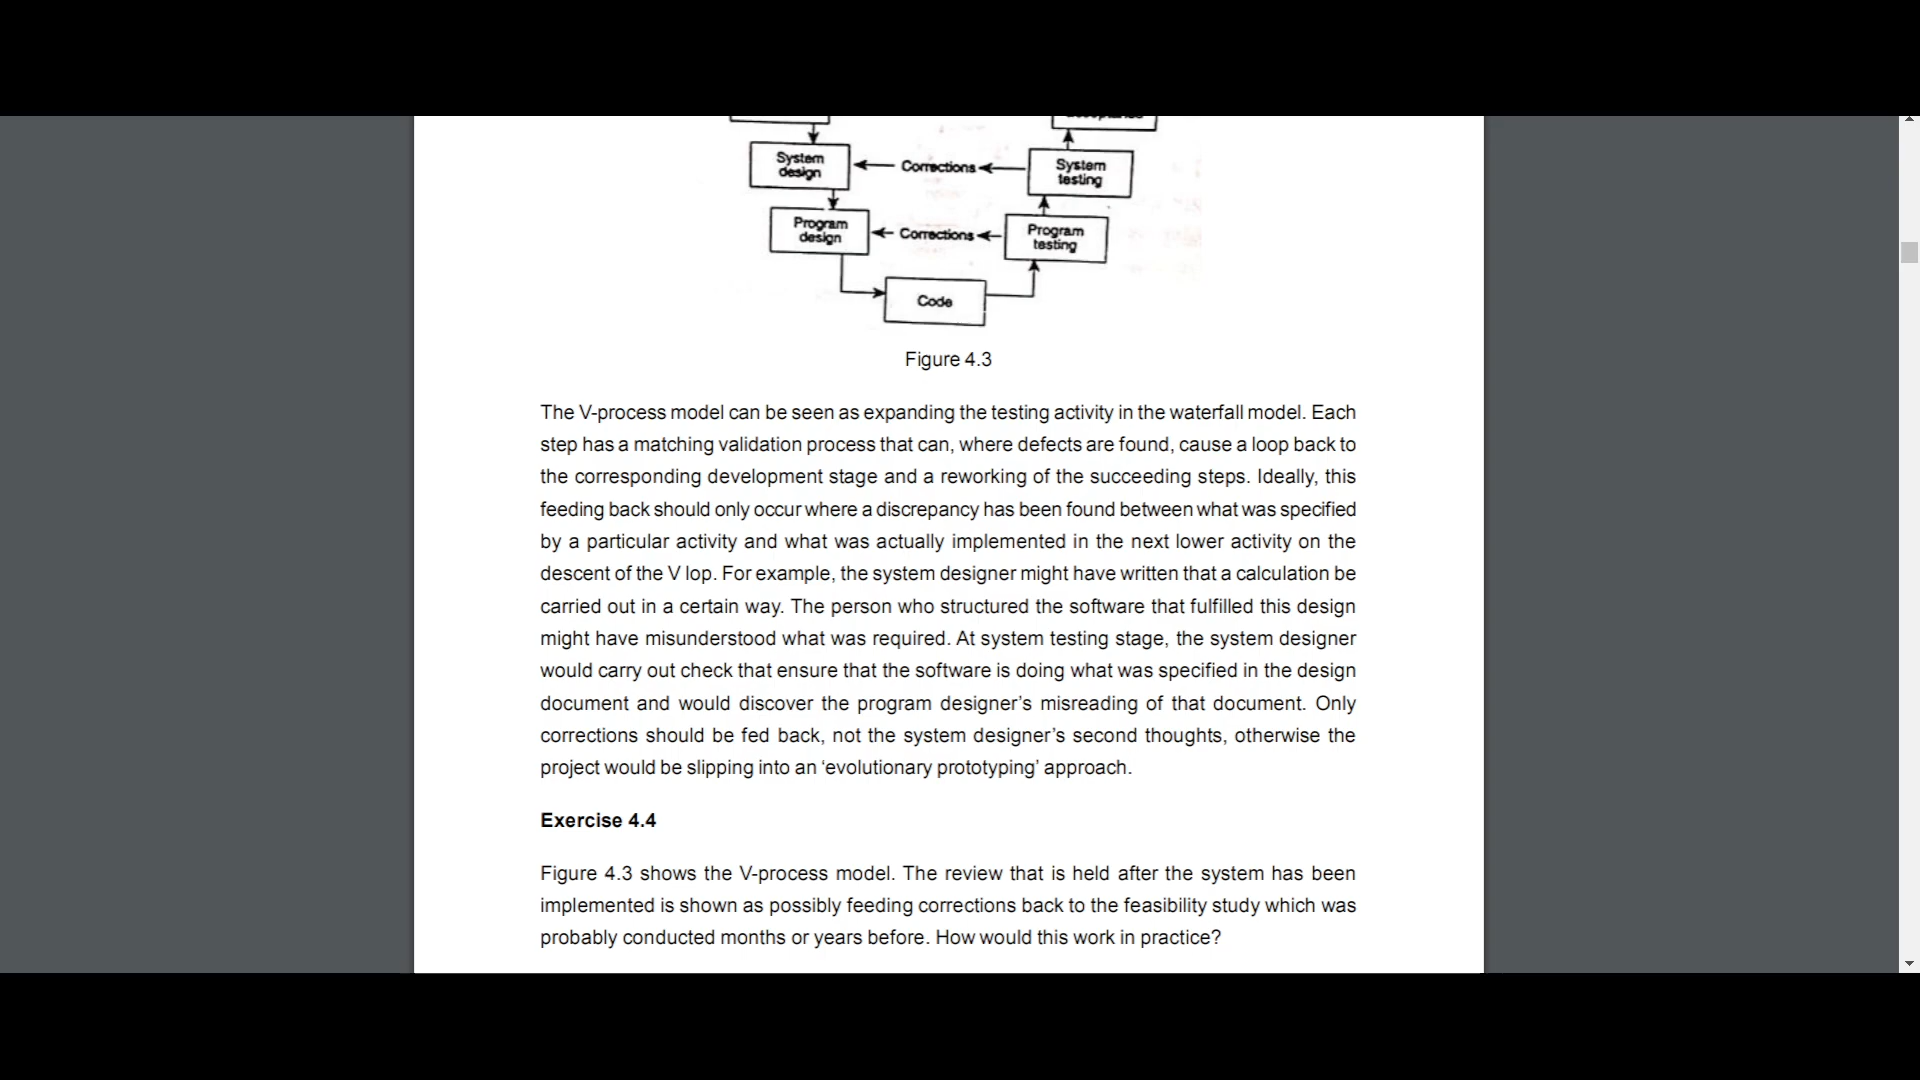 System
design
Corrections
System
testing
Program
design
Corrections
Program
testing
Code
Figure 4.3
The V-process model can be seen as expanding the testing activity in the waterfall model. Each
step has a matching validation process that can, where defects are found, cause a loop back to
the corresponding development stage and a reworking of the succeeding steps. Ideally, this
feeding back should only occur where a discrepancy has been found between what was specified
by a particular activity and what was actually implemented in the next lower activity on the
descent of the V lop. For example, the system designer might have written that a calculation be
carried out in a certain way. The person who structured the software that fulfilled this design
might have misunderstood what was required. At system testing stage, the system designer
would carry out check that ensure that the software is doing what was specified in the design
document and would discover the program designer’s misreading of that document. Only
corrections should be fed back, not the system designer’s second thoughts, otherwise the
project would be slipping into an ‘evolutionary prototyping’ approach.
Exercise 4.4
Figure 4.3 shows the V-process model. The review that is held after the system has been
implemented is shown as possibly feeding corrections back to the feasibility study which was
probably conducted months or years before. How would this work in practice?